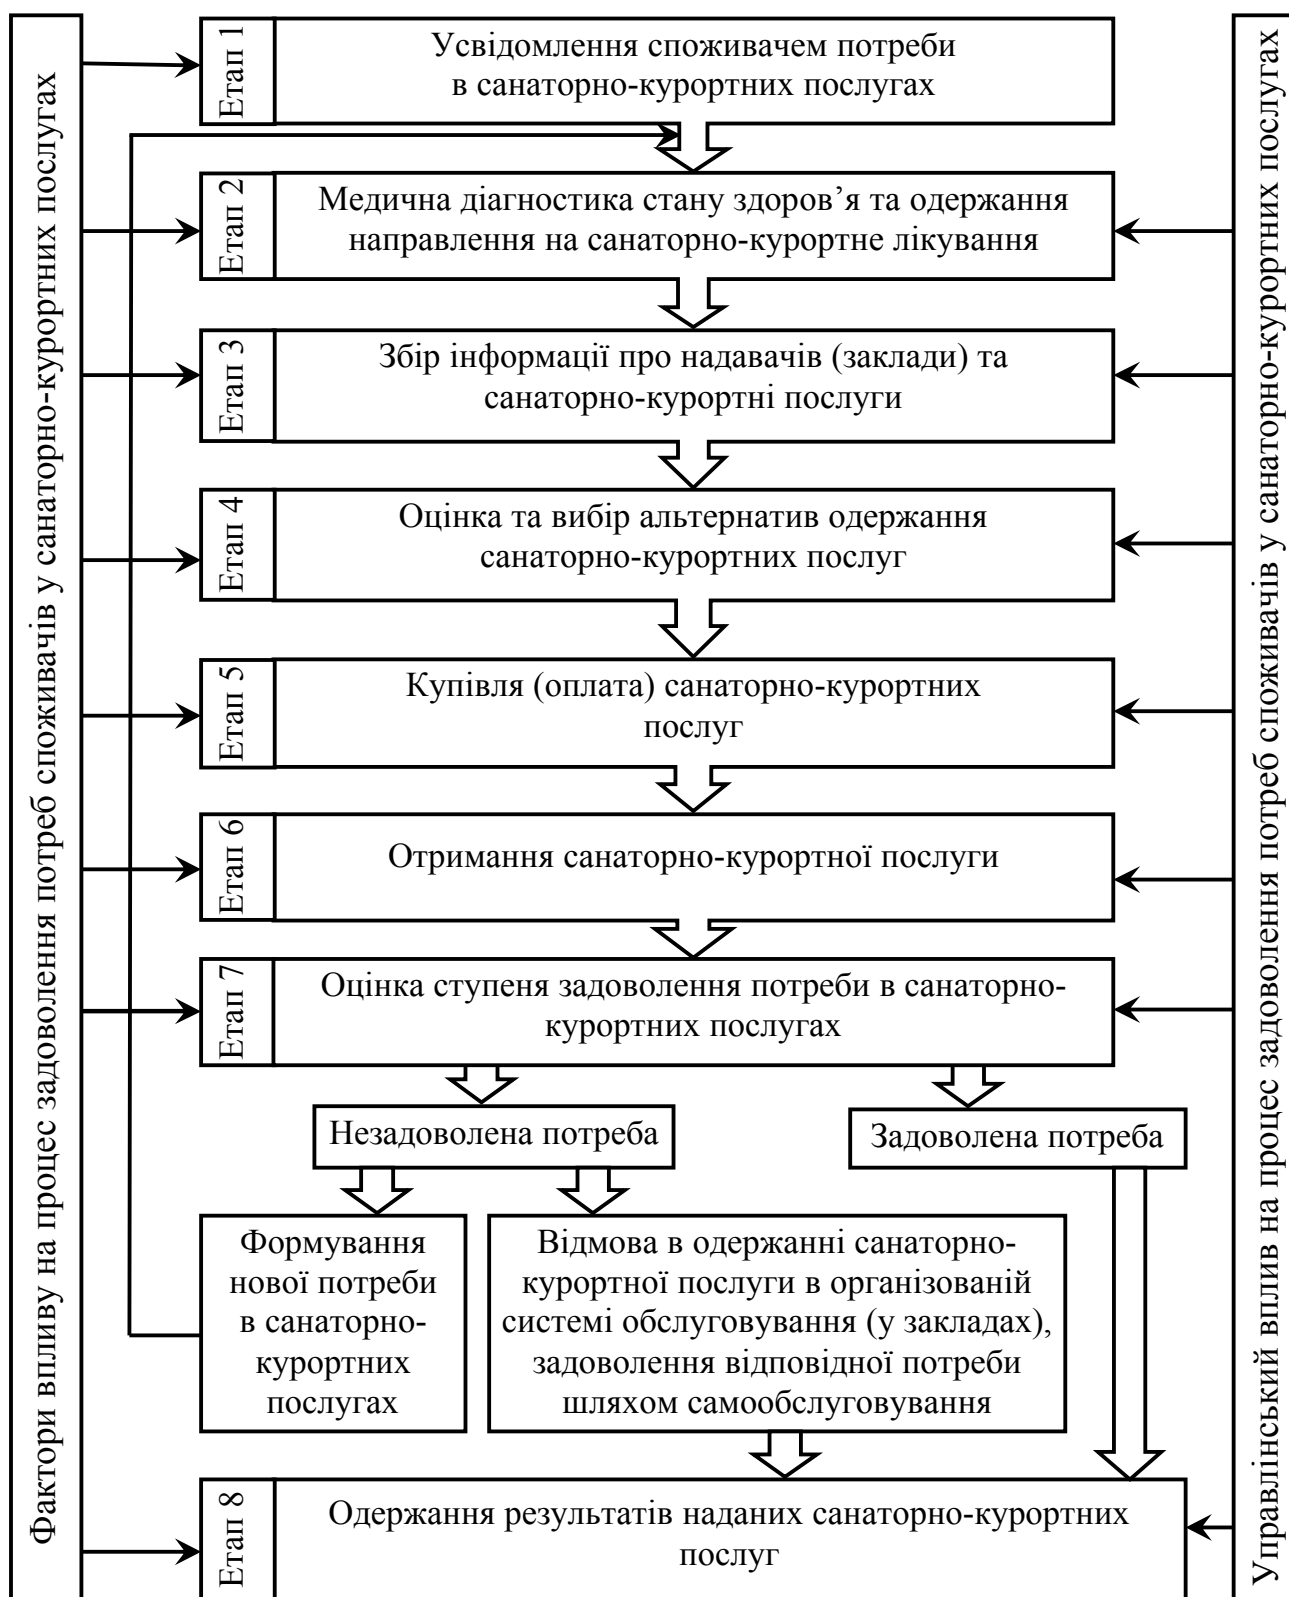 Фактори впливу на процес задоволення потреб споживачів у санаторно-курортних послугах
Етап 1
Усвідомлення споживачем потреби
в санаторно-курортних послугах
Етап 2
Медична діагностика стану здоров’я та одержання
направлення на санаторно-курортне лікування
Етап 3
Збір інформації про надавачів (заклади) та
санаторно-курортні послуги
Етап 4
Оцінка та вибір альтернатив одержання
санаторно-курортних послуг
Етап 5
Купівля (оплата) санаторно-курортних
послуг
Етап 6
Отримання санаторно-курортної послуги
Етап 7
Оцінка ступеня задоволення потреби в санаторно-
курортних послугах
Незадоволена потреба
Задоволена потреба
Формування
нової потреби
в санаторно-
курортних
послугах
Відмова в одержанні санаторно-
курортної послуги в організованій
системі обслуговування (у закладах),
задоволення відповідної потреби
шляхом самообслуговування
Етап 8
Одержання результатів наданих санаторно-курортних
послуг
Управлінський вплив на процес задоволення потреб споживачів у санаторно-курортних послугах